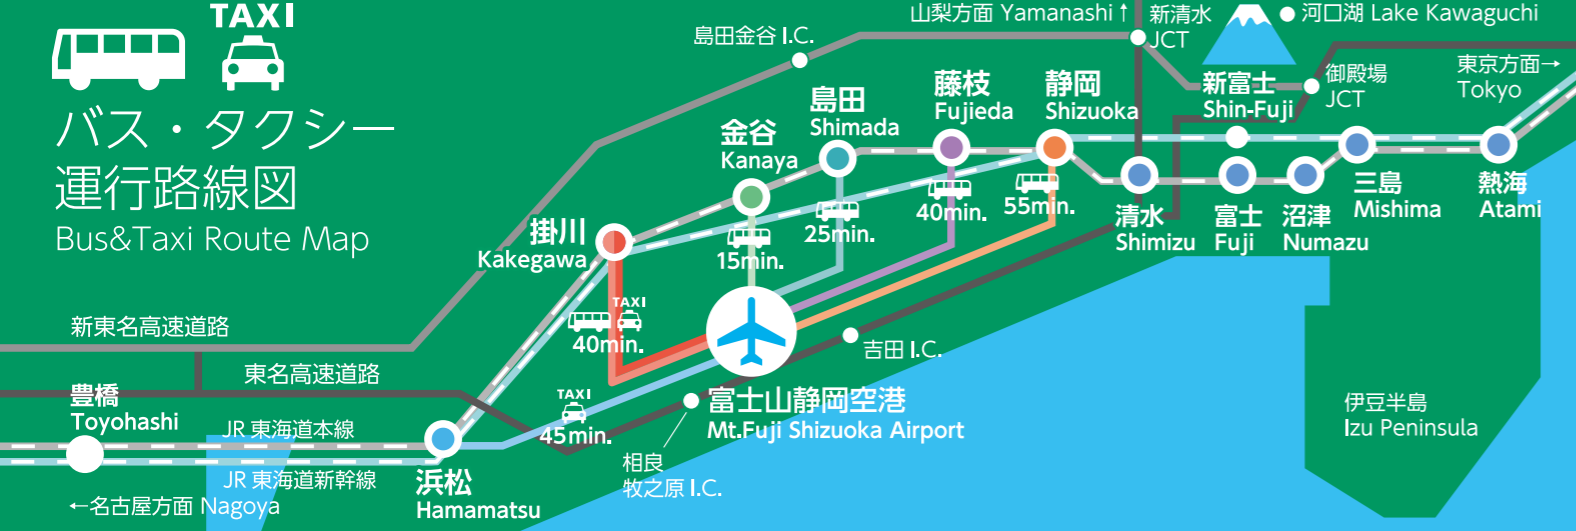 TAXI
バス・タクシー
運行路線図
Bus&Taxi Route Map
山梨方面 Yamanashi↑
新清水
JCT
河口湖 Lake Kawaguchi
島田金谷 I.C.
御殿場
JCT
東京方面→
Tokyo
掛川
Kakegawa
金谷
Kanaya
島田
Shimada
藤枝
Fujieda
静岡
Shizuoka
新富士
Shin-Fuji
清水
Shimizu
富士
Fuji
沼津
Numazu
三島
Mishima
熱海
Atami
15min.
25min.
40min.
55min.
TAXI
40min.
TAXI
45min.
新東名高速道路
東名高速道路
豊橋
Toyohashi
JR 東海道本線
JR 東海道新幹線
←名古屋方面 Nagoya
浜松
Hamamatsu
吉田 I.C.
富士山静岡空港
Mt.Fuji Shizuoka Airport
相良
牧之原 I.C.
伊豆半島
Izu Peninsula